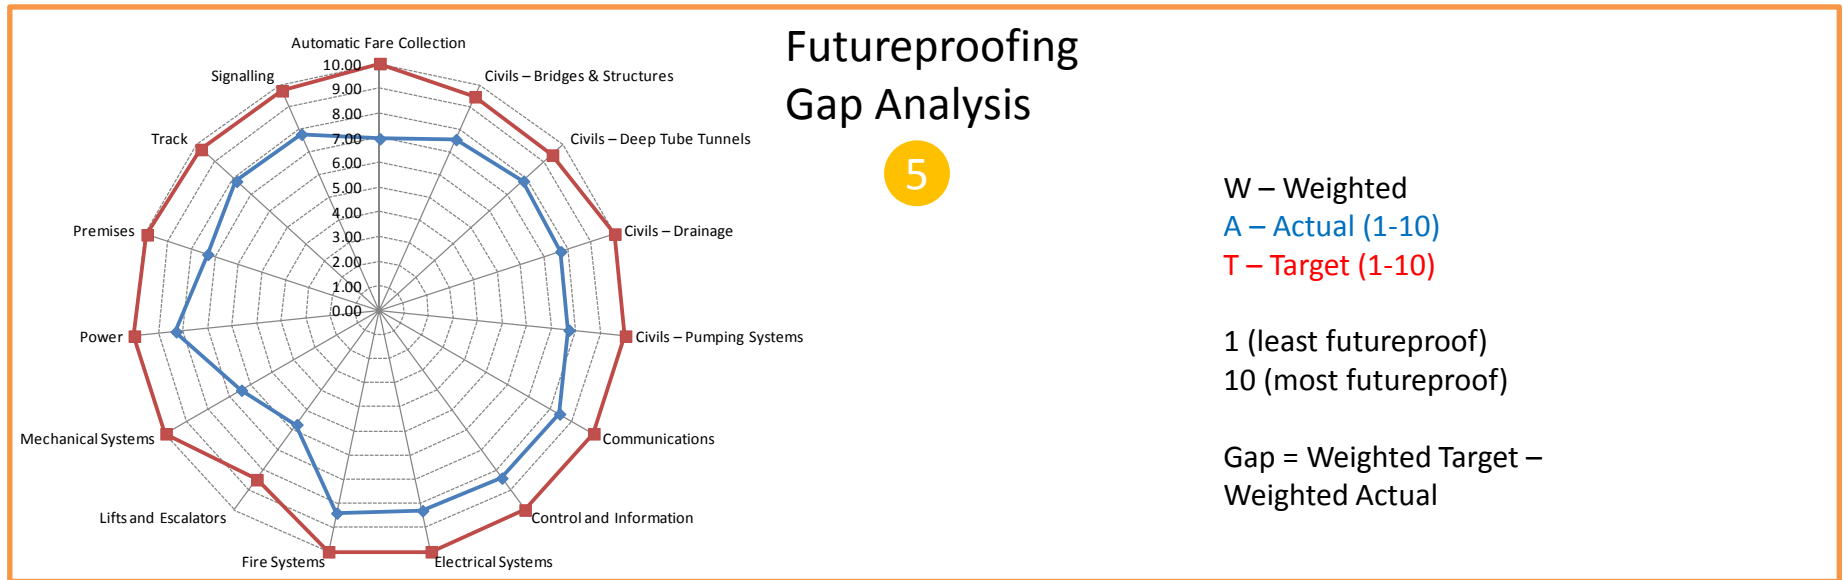 Futureproofing
Gap Analysis
5
Automatic Fare Collection
Civils – Bridges & Structures
Civils – Deep Tube Tunnels
Civils – Drainage
Civils – Pumping Systems
Communications
Control and Information
Electrical Systems
Fire Systems
Lifts and Escalators
Mechanical Systems
Power
Premises
Track
Signalling
10.00
9.00
8.00
7.00
6.00
5.00
4.00
3.00
2.00
1.00
0.00
W – Weighted
A – Actual (1-10)
T – Target (1-10)
1 (least futureproof)
10 (most futureproof)
Gap = Weighted Target –
Weighted Actual